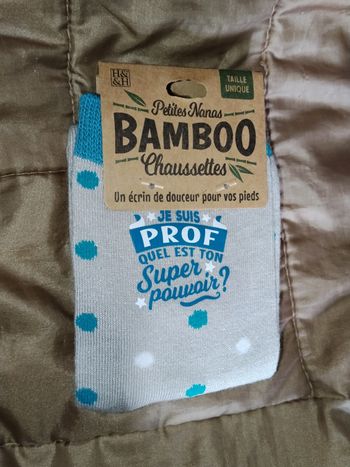 H&
&H
TAILLE
UNIQUE
Petites Nanas
BAMBOO
Chaussettes
Un écrin de douceur pour vos pieds
JE SUIS
PROF
QUEL EST TON
Super
pouvoir?